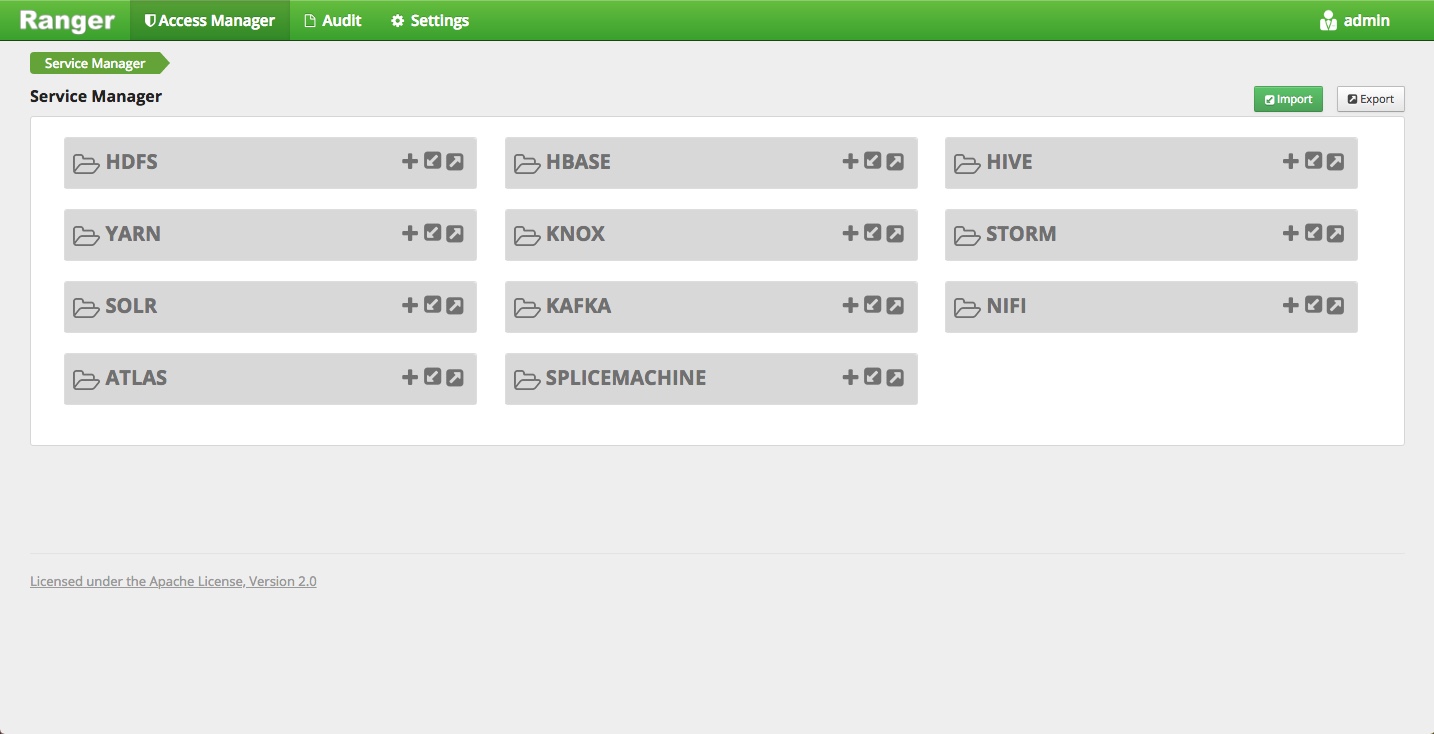 Ranger Access Manager Audit Settings admin
Service Manager
Service Manager Import Export
HDFS HBASE HIVE
YARN KNOX STORM
SOLR KAFKA NIFI
ATLAS SPLICEMACHINE
Licensed under the Apache License, Version 2.0